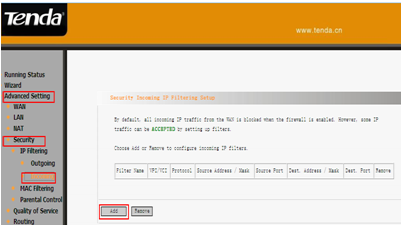 Tenda
www.tenda.cn
Running Status
Wizard
Advanced Setting
WAN
LAN
NAT
Security
IP Filtering
Outgoing
MAC Filtering
Parental Control
Quality of Service
Routing
Security Incoming IP Filtering Setup
By default, all incoming IP traffic from the WAN is blocked when the firewall is enabled. However, some IP
traffic can be ACCEPTED by setting up filters.
Choose Add or Remove to configure incoming IP filters.
Filter Name VPI/VCI Protocol Source Address / Mask Source Port Dest. Address / Mask Dest. Port Remove
Add Remove